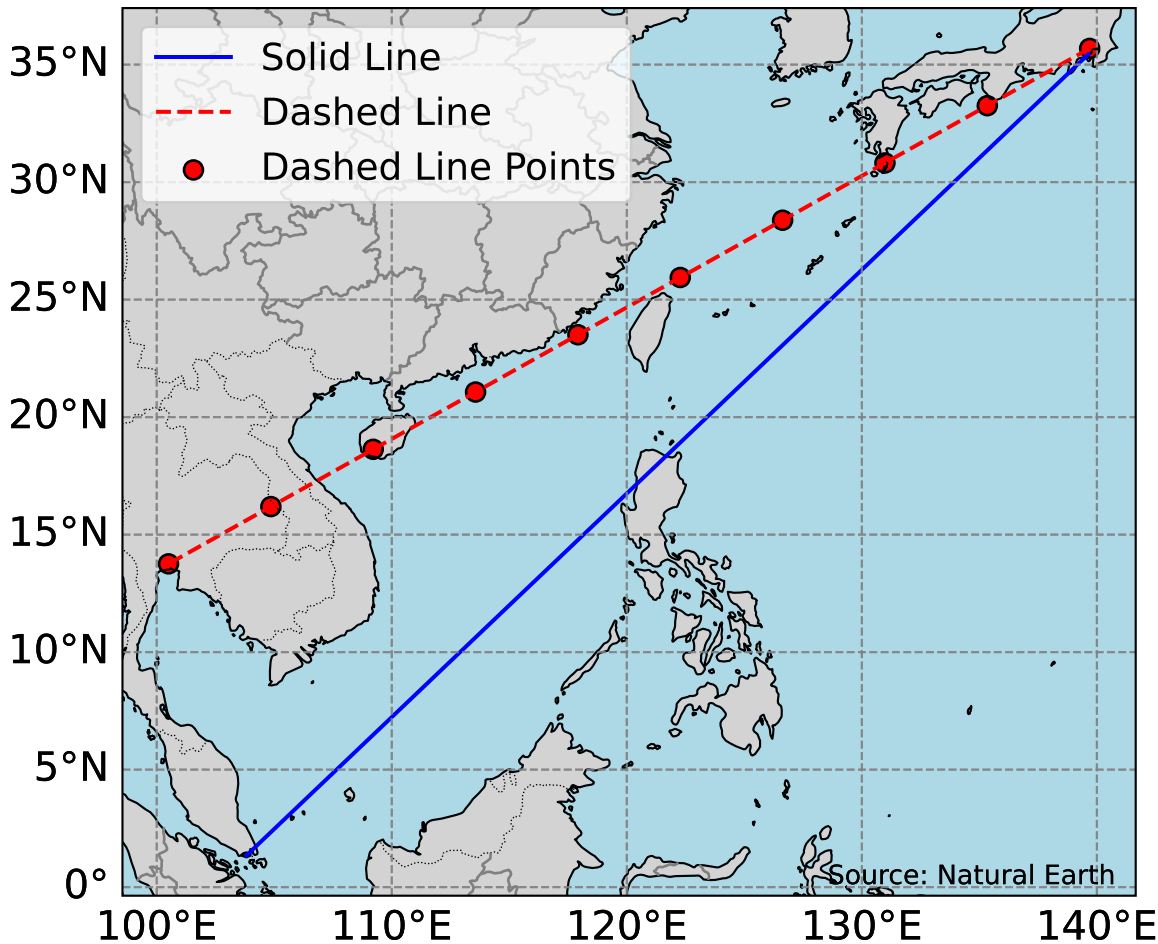 Solid Line
Dashed Line
Dashed Line Points
35°N
30°N
25°N
20°N
15°N
10°N
5°N
0°
Source: Natural Earth
100°E 110°E 120°E 130°E 140°E